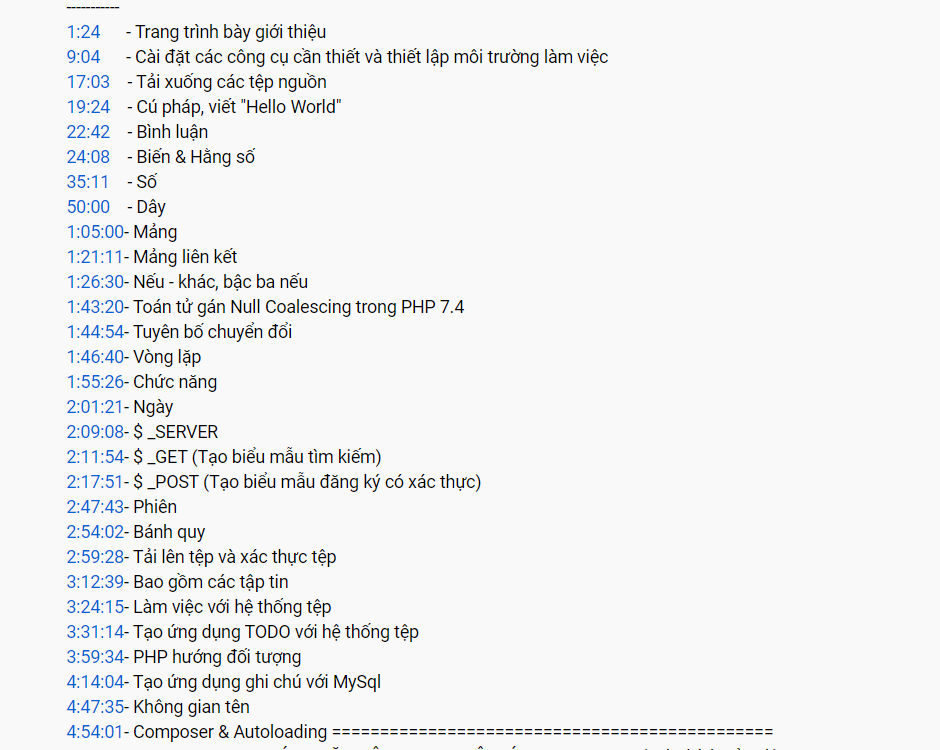 -----------
1:24 - Trang trình bày giới thiệu
9:04 - Cài đặt các công cụ cần thiết và thiết lập môi trường làm việc
17:03 - Tải xuống các tệp nguồn
19:24 - Cú pháp, viết "Hello World"
22:42 - Bình luận
24:08 - Biến & Hằng số
35:11 - Số
50:00 - Dây
1:05:00- Mảng
1:21:11- Mảng liên kết
1:26:30- Nếu - khác, bậc ba nếu
1:43:20- Toán tử gán Null Coalescing trong PHP 7.4
1:44:54- Tuyên bố chuyển đổi
1:46:40- Vòng lặp
1:55:26- Chức năng
2:01:21- Ngày
2:09:08- $ _SERVER
2:11:54- $ _GET (Tạo biểu mẫu tìm kiếm)
2:17:51- $ _POST (Tạo biểu mẫu đăng ký có xác thực)
2:47:43- Phiên
2:54:02- Bánh quy
2:59:28- Tải lên tệp và xác thực tệp
3:12:39- Bao gồm các tập tin
3:24:15- Làm việc với hệ thống tệp
3:31:14- Tạo ứng dụng TODO với hệ thống tệp
3:59:34- PHP hướng đối tượng
4:14:04- Tạo ứng dụng ghi chú với MySql
4:47:35- Không gian tên
4:54:01- Composer & Autoloading ==============================================